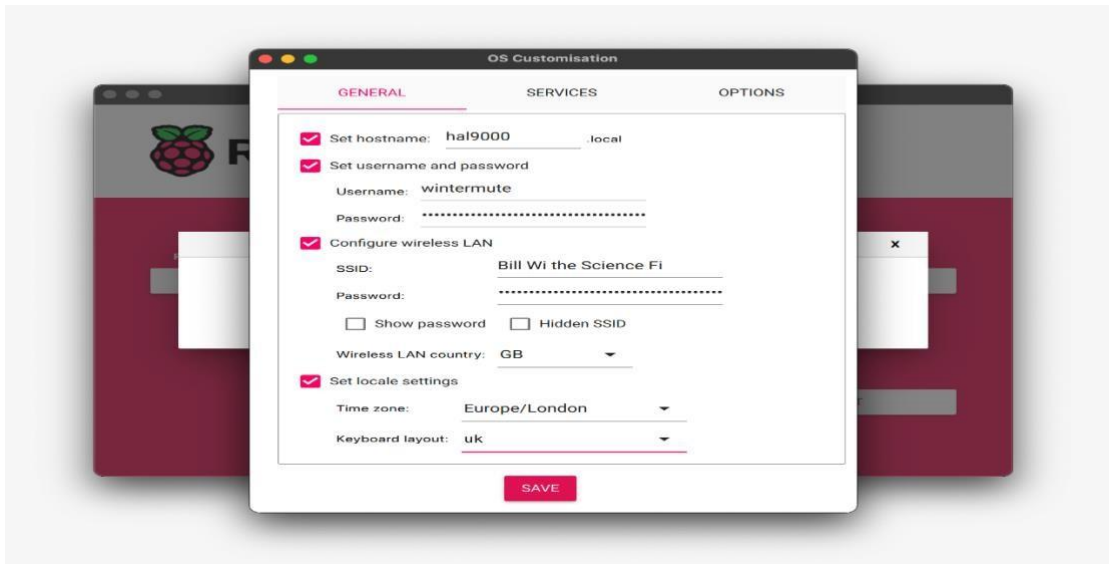 OS Customisation
GENERAL SERVICES OPTIONS
Set hostname: hal9000 .local
Set username and password
Username: wintermute
Password: ••••••••••••••••••••••••••••••••••••
Configure wireless LAN
SSID: Bill Wi the Science Fi
Password: ••••••••••••••••••••••••••••••••••••
Show password Hidden SSID
Wireless LAN country: GB
Set locale settings
Time zone: Europe/London
Keyboard layout: uk
SAVE